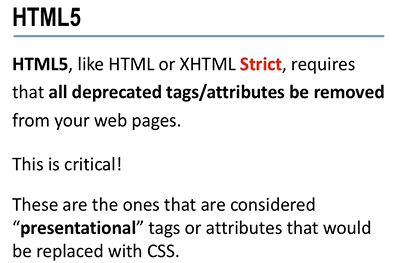 HTML5
HTML5, like HTML or XHTML Strict, requires
that all deprecated tags/attributes be removed
from your web pages.
This is critical!
These are the ones that are considered
“presentational” tags or attributes that would
be replaced with CSS.